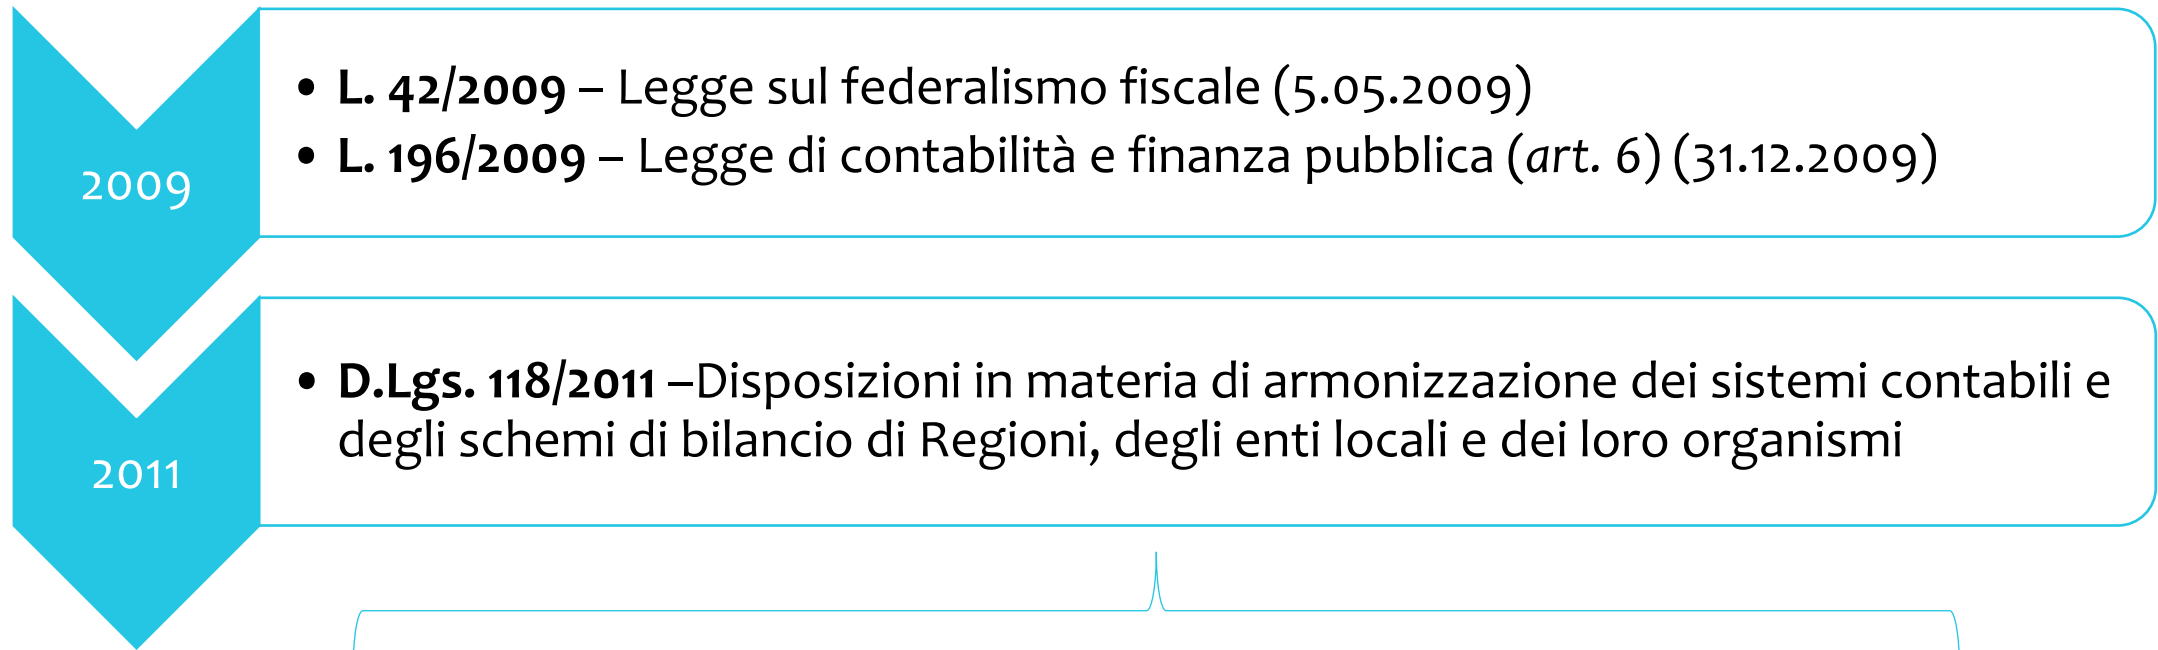 2009
• L. 42/2009 – Legge sul federalismo fiscale (5.05.2009)
• L. 196/2009 – Legge di contabilità e finanza pubblica (art. 6) (31.12.2009)
2011
• D.Lgs. 118/2011 –Disposizioni in materia di armonizzazione dei sistemi contabili e
degli schemi di bilancio di Regioni, degli enti locali e dei loro organismi